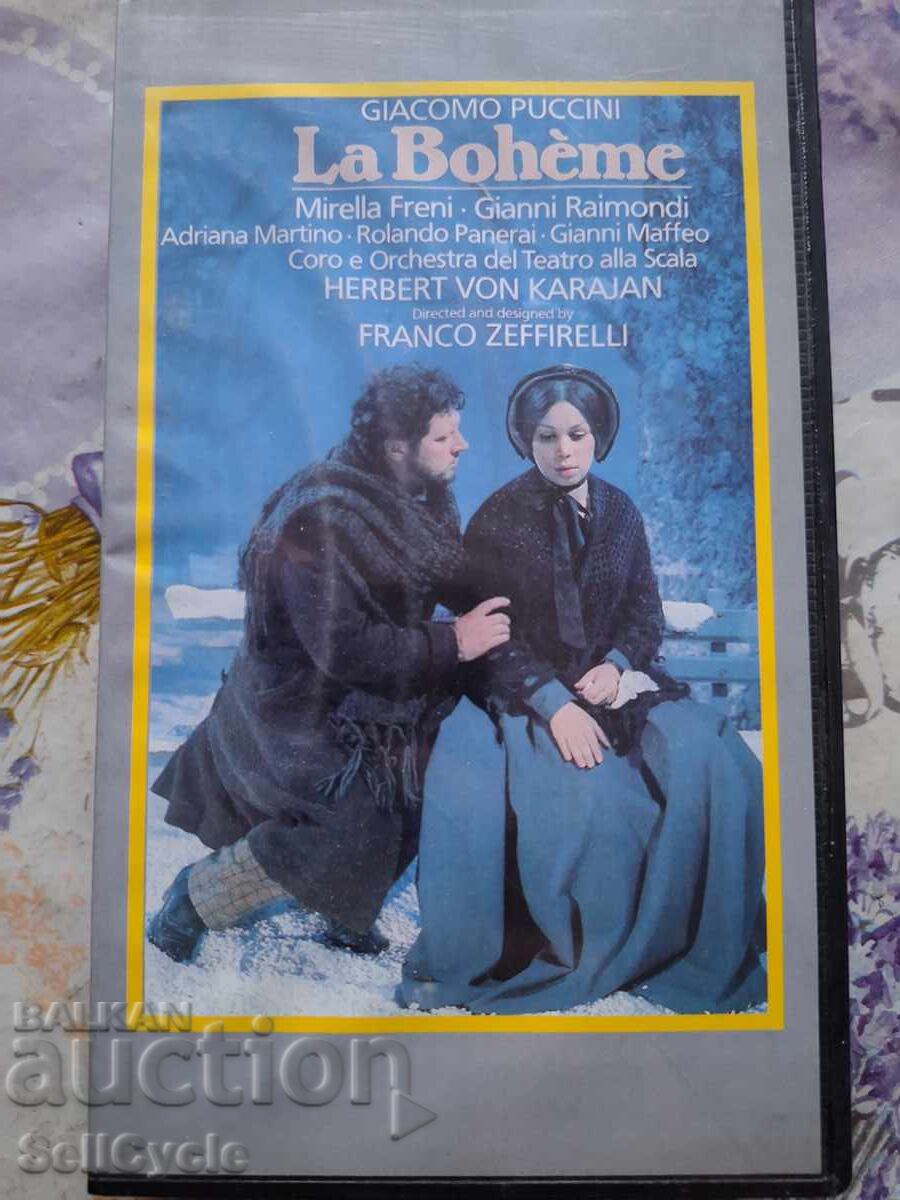 GIACOMO PUCCINI
La Bohème
Mirella Freni · Gianni Raimondi
Adriana Martino · Rolando Panerai · Gianni Maffeo
Coro e Orchestra del Teatro alla Scala
HERBERT VON KARAJAN
Directed and designed by
FRANCO ZEFFIRELLI
BALKAN
auction
SellCycle